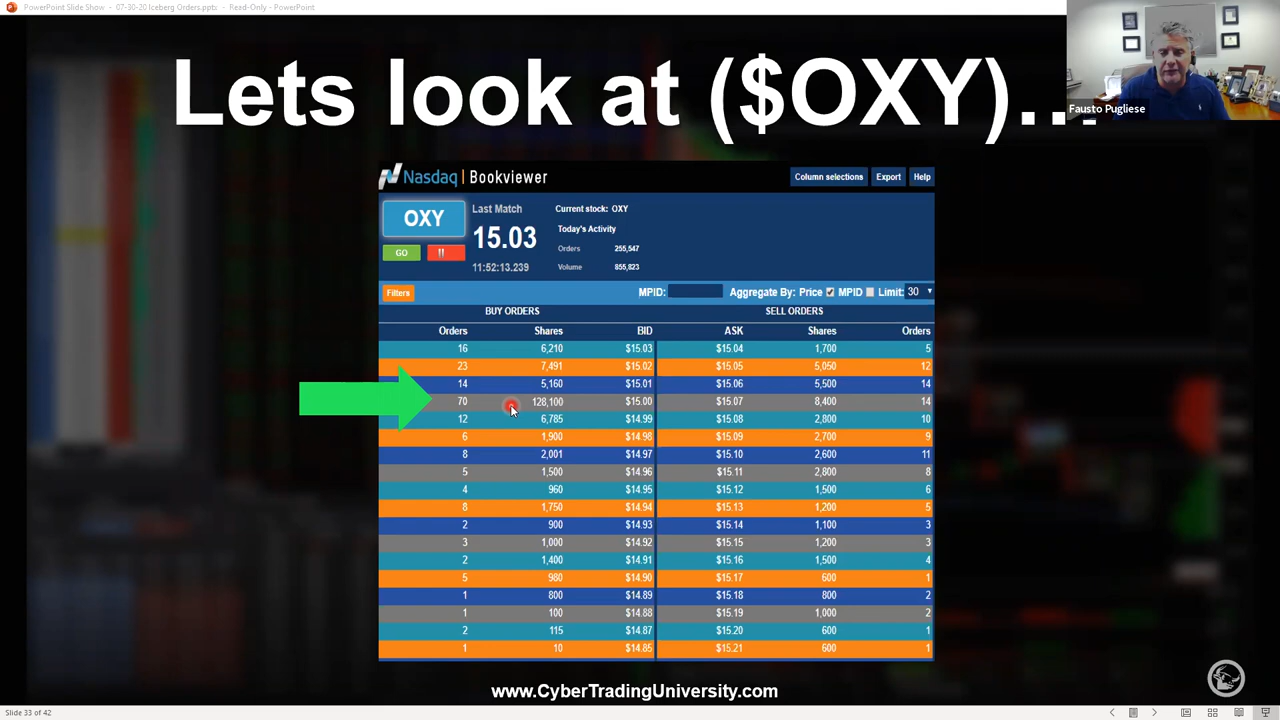 PowerPoint Slide Show - 07-30-20 Iceberg Orders.pptx - Read-Only - PowerPoint
Lets look at ($OXY)...
Fausto Pugliese
Nasdaq | Bookviewer
Column selections Export Help
OXY
GO
!!
Last Match
15.03
11:52:13.239
Current stock: OXY
Today's Activity
Orders 255,547
Volume 855,823
Filters
MPID: Aggregate By: Price MPID Limit: 30
BUY ORDERS SELL ORDERS
Orders Shares BID ASK Shares Orders
16 6,210 $15.03 $15.04 1,700 5
23 7,491 $15.02 $15.05 5,050 12
14 5,160 $15.01 $15.06 5,500 14
70 128,100 $15.00 $15.07 8,400 14
12 6,785 $14.99 $15.08 2,800 10
6 1,900 $14.98 $15.09 2,700 9
8 2,001 $14.97 $15.10 2,600 11
5 1,500 $14.96 $15.11 2,800 8
4 960 $14.95 $15.12 1,500 6
8 1,750 $14.94 $15.13 1,200 5
2 900 $14.93 $15.14 1,100 3
3 1,000 $14.92 $15.15 1,200 3
2 1,400 $14.91 $15.16 1,500 4
5 980 $14.90 $15.17 600 1
1 800 $14.89 $15.18 800 2
1 100 $14.88 $15.19 1,000 2
2 115 $14.87 $15.20 600 1
1 10 $14.85 $15.21 600 1
www.CyberTradingUniversity.com
Slide 33 of 42